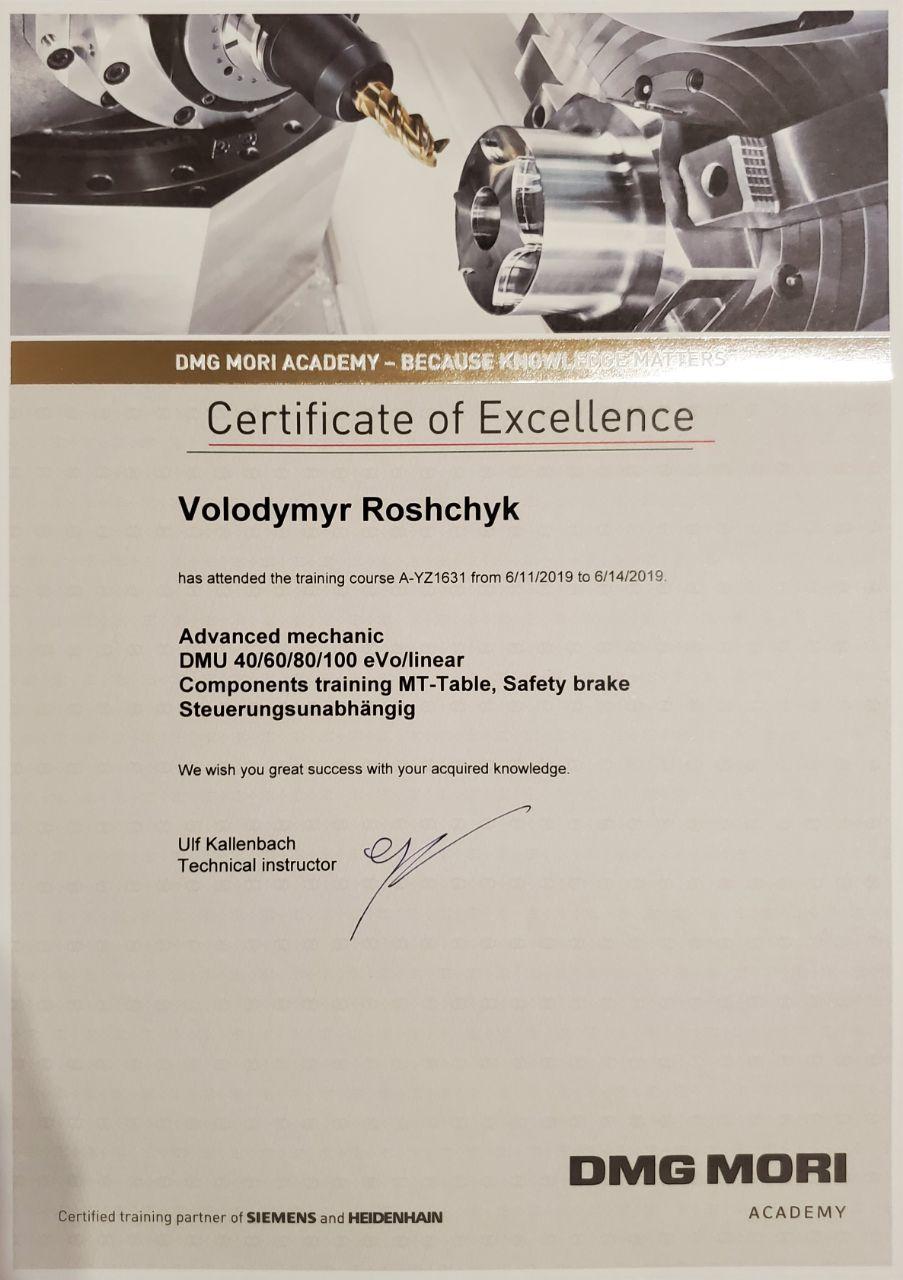 DMG MORI ACADEMY – BECAUSE KNOWLEDGE MATTERS
Certificate of Excellence
Volodymyr Roshchyk
has attended the training course A-YZ1631 from 6/11/2019 to 6/14/2019.
Advanced mechanic
DMU 40/60/80/100 eVo/linear
Components training MT-Table, Safety brake
Steuerungsunabhängig
We wish you great success with your acquired knowledge.
Ulf Kallenbach
Technical instructor
DMG MORI
ACADEMY
Certified training partner of SIEMENS and HEIDENHAIN